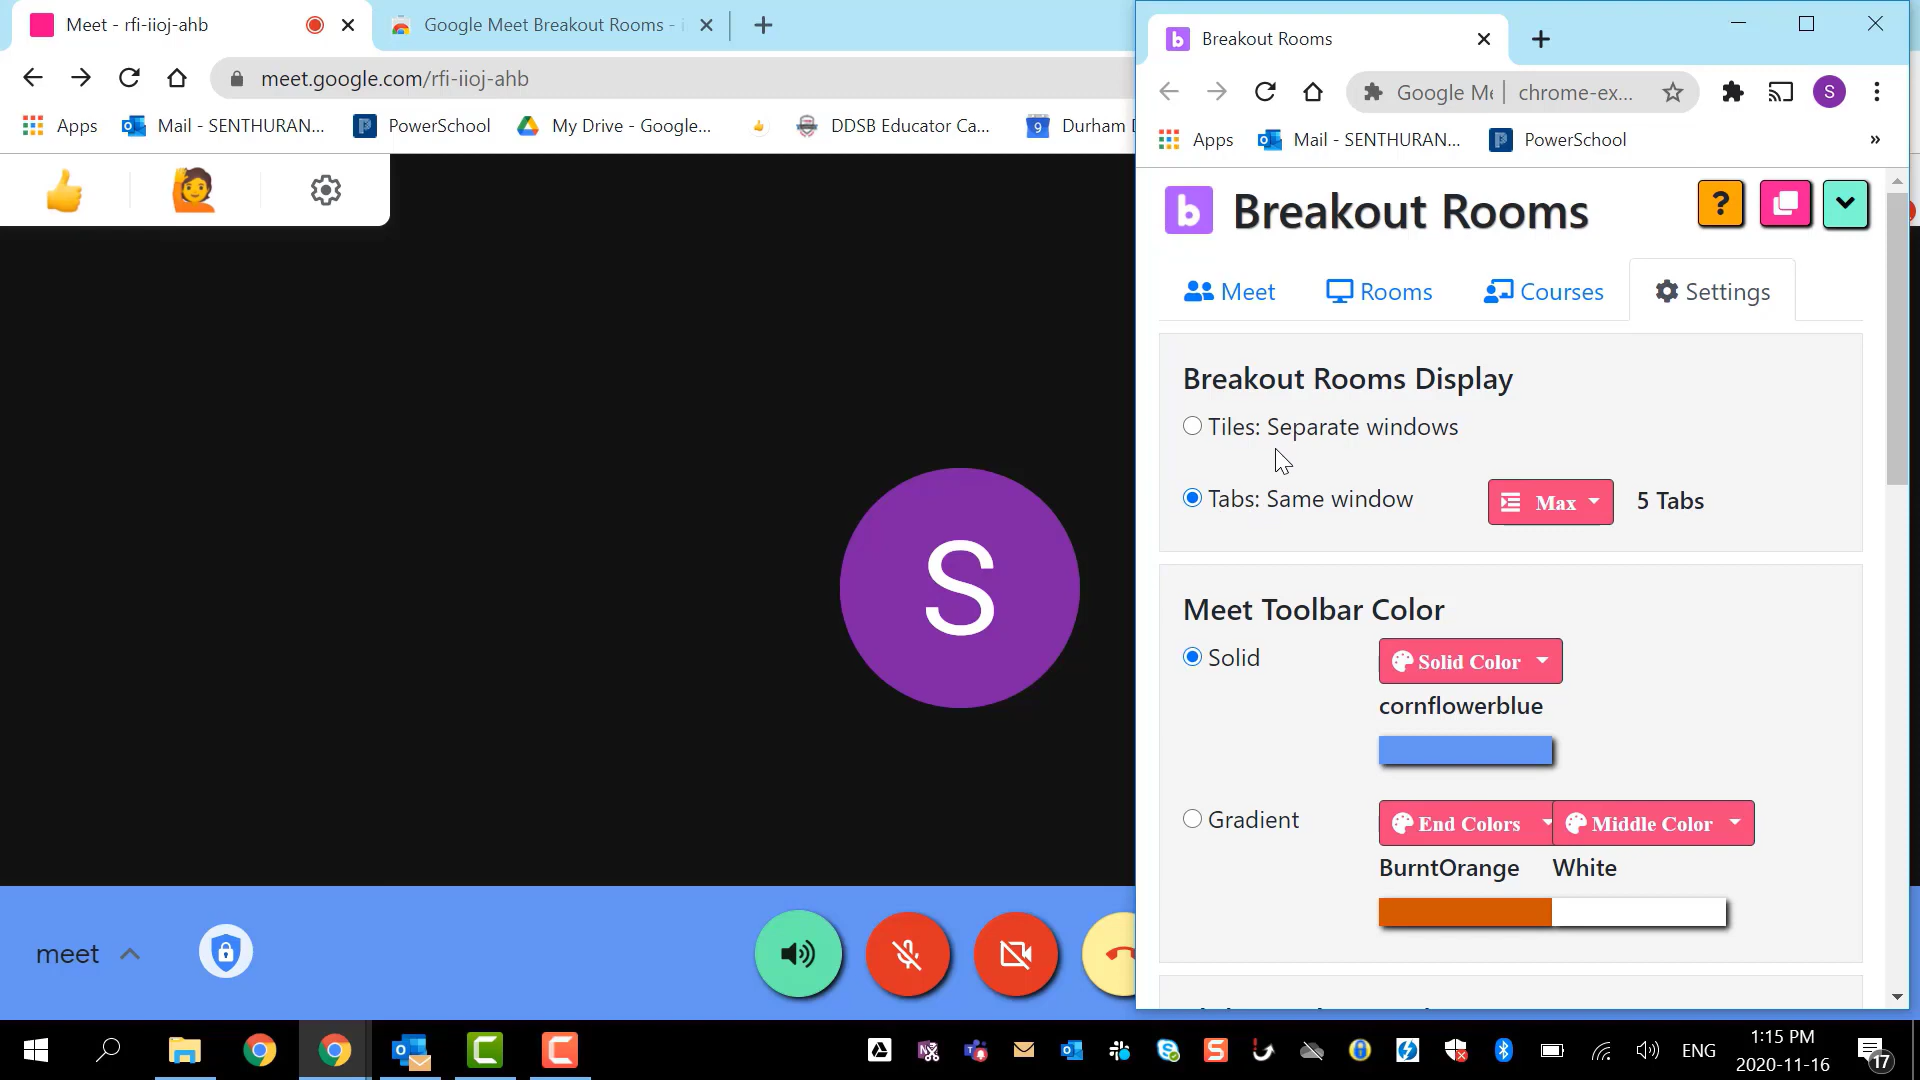 Meet - rfi-iioj-ahb
Google Meet Breakout Rooms -
meet.google.com/rfi-iioj-ahb
Apps
Mail - SENTHURAN...
PowerSchool
My Drive - Google...
DDSB Educator Ca...
9
Durham
S
meet
Breakout Rooms
Google Me
chrome-ex...
S
Apps
Mail - SENTHURAN...
PowerSchool
»
b
Breakout Rooms
?
Meet
Rooms
Courses
Settings
Breakout Rooms Display
Tiles: Separate windows
Tabs: Same window
Max
5 Tabs
Meet Toolbar Color
Solid
Solid Color
cornflowerblue
Gradient
End Colors
Middle Color
BurntOrange
White
ENG
1:15 PM
2020-11-16
17